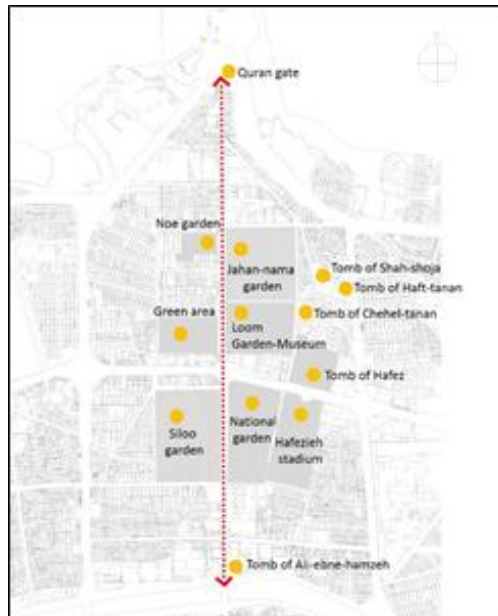 Quran gate
Noe garden
Jahan-nama
garden
Tomb of Shah-shoja
Tomb of Haft-tanan
Green area
Loom
Garden-Museum
Tomb of Chehel-tanan
Tomb of Hafez
Siloo
garden
National
garden
Hafezieh
stadium
Tomb of Ali-ebne-hamzeh